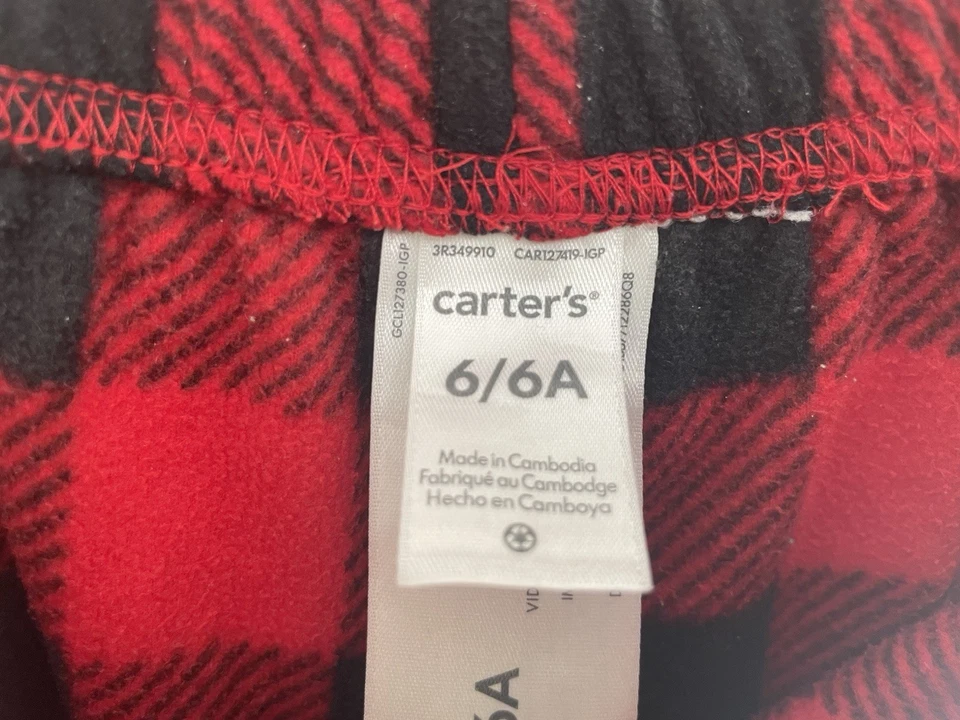 3R349910 CAR127419-IGP
carter's®
6/6A
Made in Cambodia
Fabriqué au Cambodge
Hecho en Camboya
GCL127380-IGP